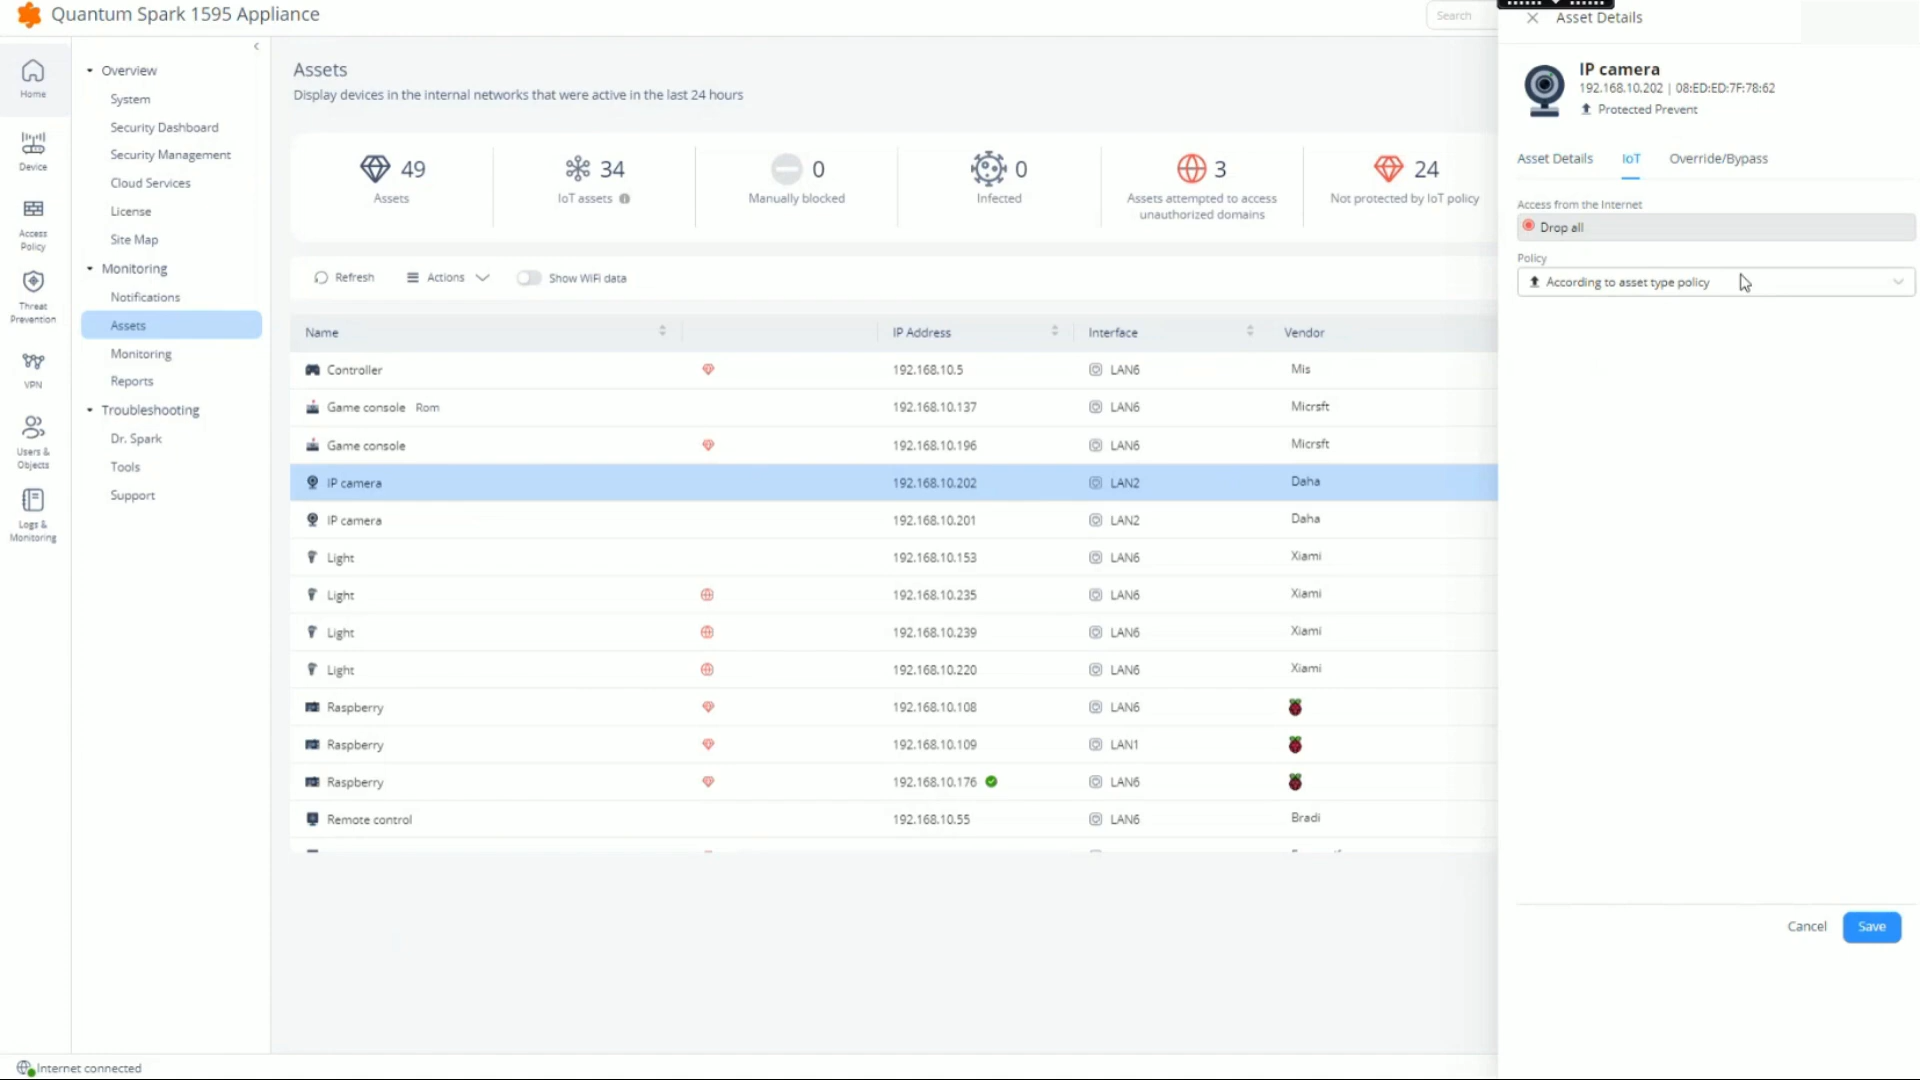 Quantum Spark 1595 Appliance
Search
Home
Device
Access
Policy
Threat
Prevention
VPN
Users &
Objects
Logs &
Monitoring
Overview
System
Security Dashboard
Security Management
Cloud Services
License
Site Map
Monitoring
Notifications
Assets
Monitoring
Reports
Troubleshooting
Dr. Spark
Tools
Support
Assets
Display devices in the internal networks that were active in the last 24 hours
49
Assets
34
IoT assets
0
Manually blocked
0
Infected
3
Assets attempted to access
unauthorized domains
24
Not protected by IoT policy
Refresh Actions Show WiFi data
Name IP Address Interface Vendor
Controller 192.168.10.5 LAN6 Mis
Game console Rom 192.168.10.137 LAN6 Micrsft
Game console 192.168.10.196 LAN6 Micrsft
IP camera 192.168.10.202 LAN2 Daha
IP camera 192.168.10.201 LAN2 Daha
Light 192.168.10.153 LAN6 Xiami
Light 192.168.10.235 LAN6 Xiami
Light 192.168.10.239 LAN6 Xiami
Light 192.168.10.220 LAN6 Xiami
Raspberry 192.168.10.108 LAN6
Raspberry 192.168.10.109 LAN1
Raspberry 192.168.10.176 LAN6
Remote control 192.168.10.55 LAN6 Bradi
Asset Details
IP camera
192.168.10.202 | 08:ED:ED:7F:78:62
Protected Prevent
Asset Details IoT Override/Bypass
Access from the Internet
Drop all
Policy
According to asset type policy
Cancel Save
Internet connected